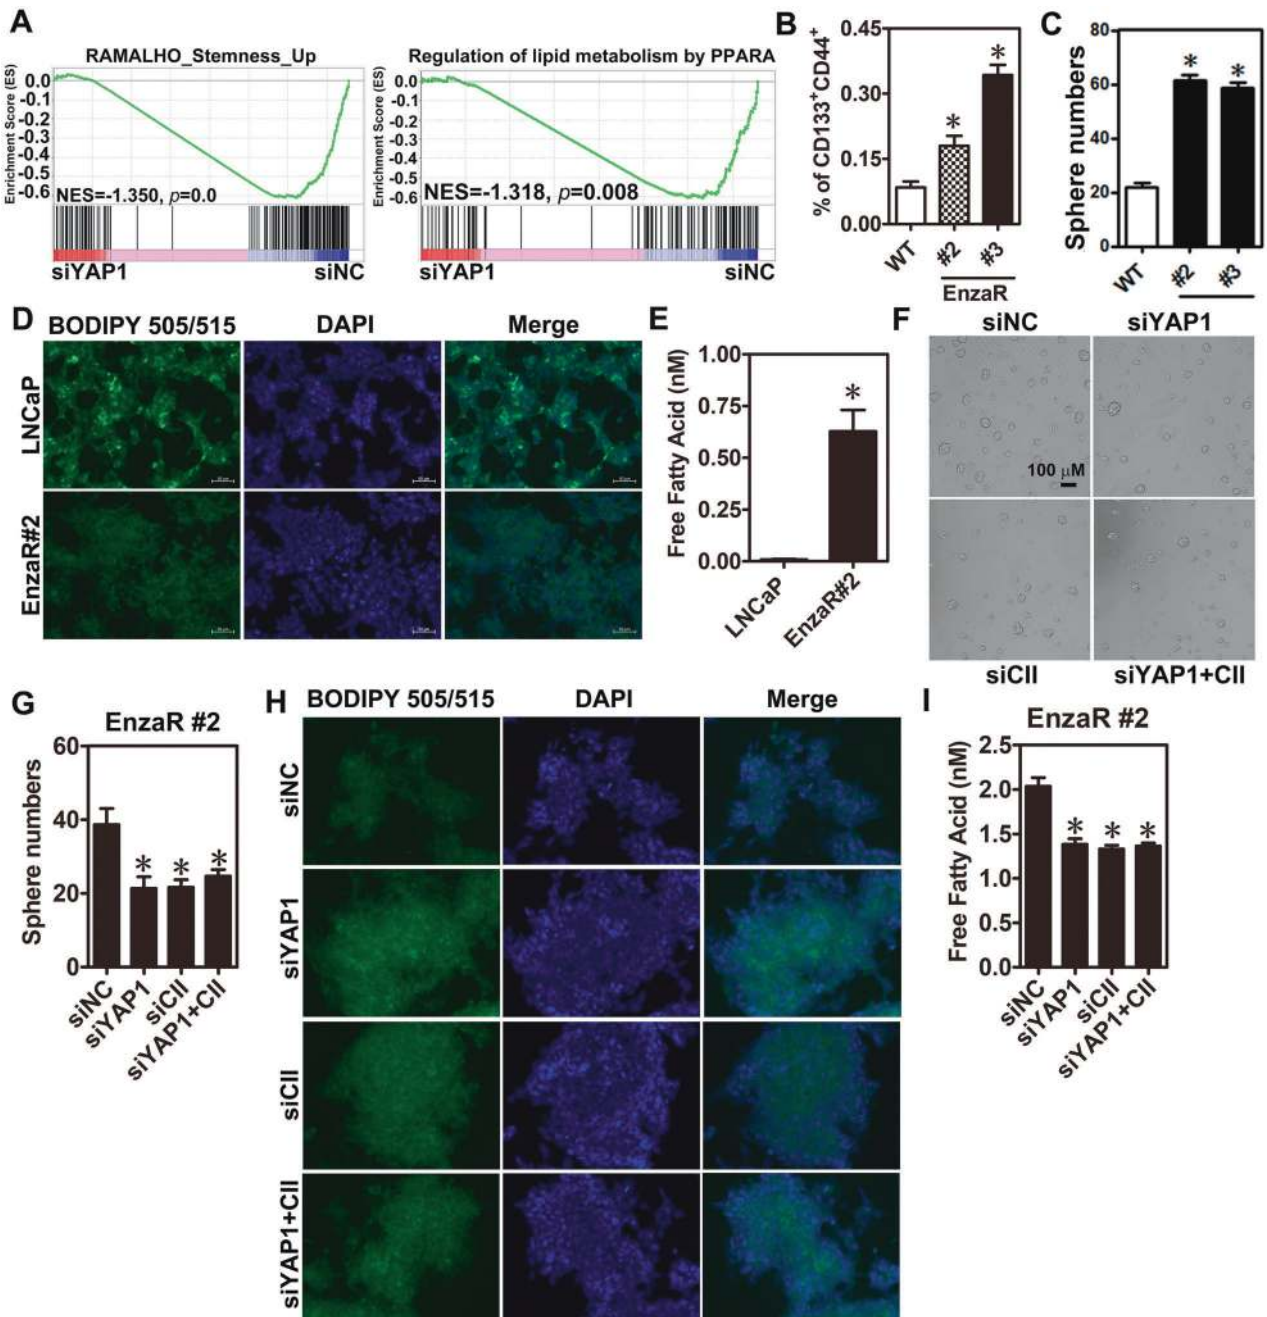 A
RAMALHO_Stemness_Up
Enrichment Score (ES)
0.0
-0.1
-0.2
-0.3
-0.4
-0.5
-0.6
NES=-1.350, p=0.0
siYAP1
siNC
Regulation of lipid metabolism by PPARA
Enrichment Score (ES)
0.0
-0.1
-0.2
-0.3
-0.4
-0.5
-0.6
NES=-1.318, p=0.008
siYAP1
siNC
B
% of CD133+CD44+
0.45
0.30
0.15
0.00
*
*
WT
#2
#3
EnzaR
C
Sphere numbers
80
60
40
20
0
*
*
WT
#2
#3
D
BODIPY 505/515
DAPI
Merge
LNCaP
EnzaR#2
E
Free Fatty Acid (nM)
1.00
0.75
0.50
0.25
0.00
*
LNCaP
EnzaR#2
F
siNC
siYAP1
100 μM
siCII
siYAP1+CII
G
EnzaR #2
Sphere numbers
60
40
20
0
*
*
*
siNC
siYAP1
siCII
siYAP1+CII
H
BODIPY 505/515
DAPI
Merge
siNC
siYAP1
siCII
siYAP1+CII
I
EnzaR #2
Free Fatty Acid (nM)
2.5
2.0
1.5
1.0
0.5
0.0
*
*
*
siNC
siYAP1
siCII
siYAP1+CII